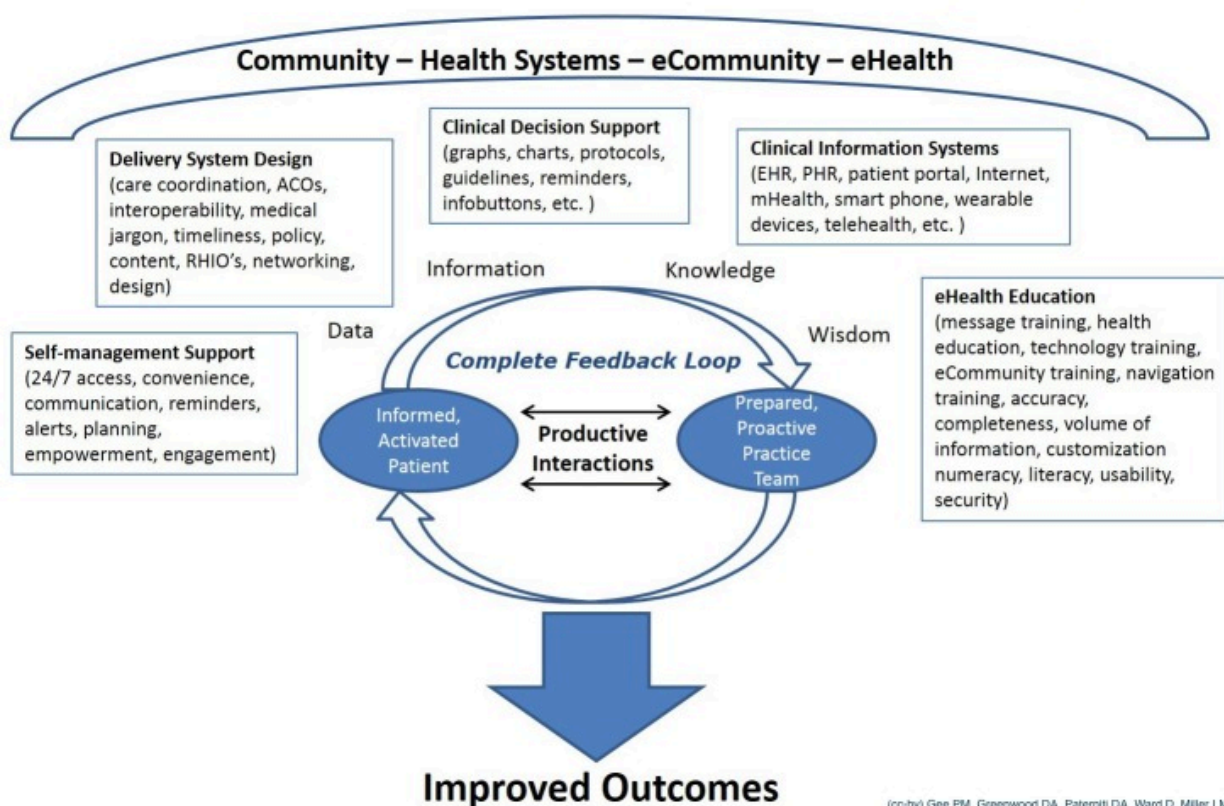 Community – Health Systems – eCommunity – eHealth
Delivery System Design
(care coordination, ACOs,
interoperability, medical
jargon, timeliness, policy,
content, RHIO's, networking,
design)
Clinical Decision Support
(graphs, charts, protocols,
guidelines, reminders,
infobuttons, etc. )
Clinical Information Systems
(EHR, PHR, patient portal, Internet,
mHealth, smart phone, wearable
devices, telehealth, etc. )
Self-management Support
(24/7 access, convenience,
communication, reminders,
alerts, planning,
empowerment, engagement)
Data
Information
Knowledge
Wisdom
eHealth Education
(message training, health
education, technology training,
eCommunity training, navigation
training, accuracy,
completeness, volume of
information, customization
numeracy, literacy, usability,
security)
Complete Feedback Loop
Informed,
Activated
Patient
Productive
Interactions
Prepared,
Proactive
Practice
Team
Improved Outcomes
(cc-by) Gee PM, Greenwood DA, Paterniti DA, Ward D, Miller